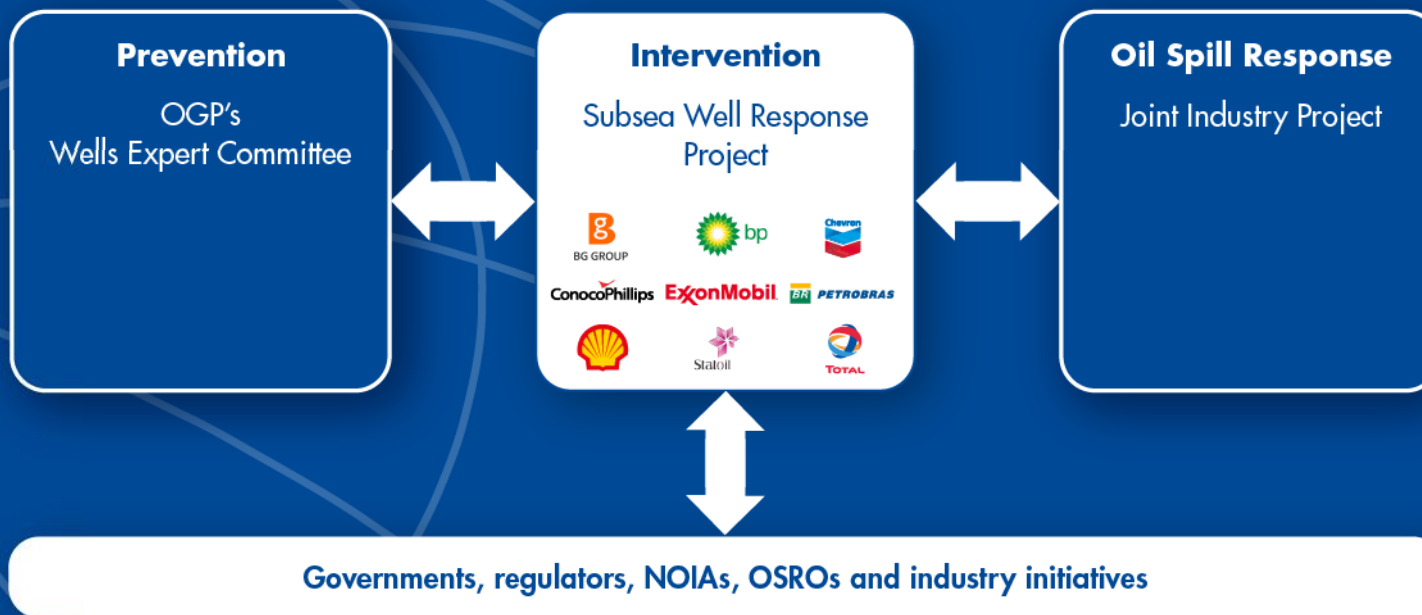 Prevention
OGP's
Wells Expert Committee
Intervention
Subsea Well Response
Project
BG GROUP
bp
Chevron
ConocoPhillips
ExxonMobil
BR PETROBRAS
Statoil
TOTAL
Oil Spill Response
Joint Industry Project
Governments, regulators, NOIAs, OSROs and industry initiatives